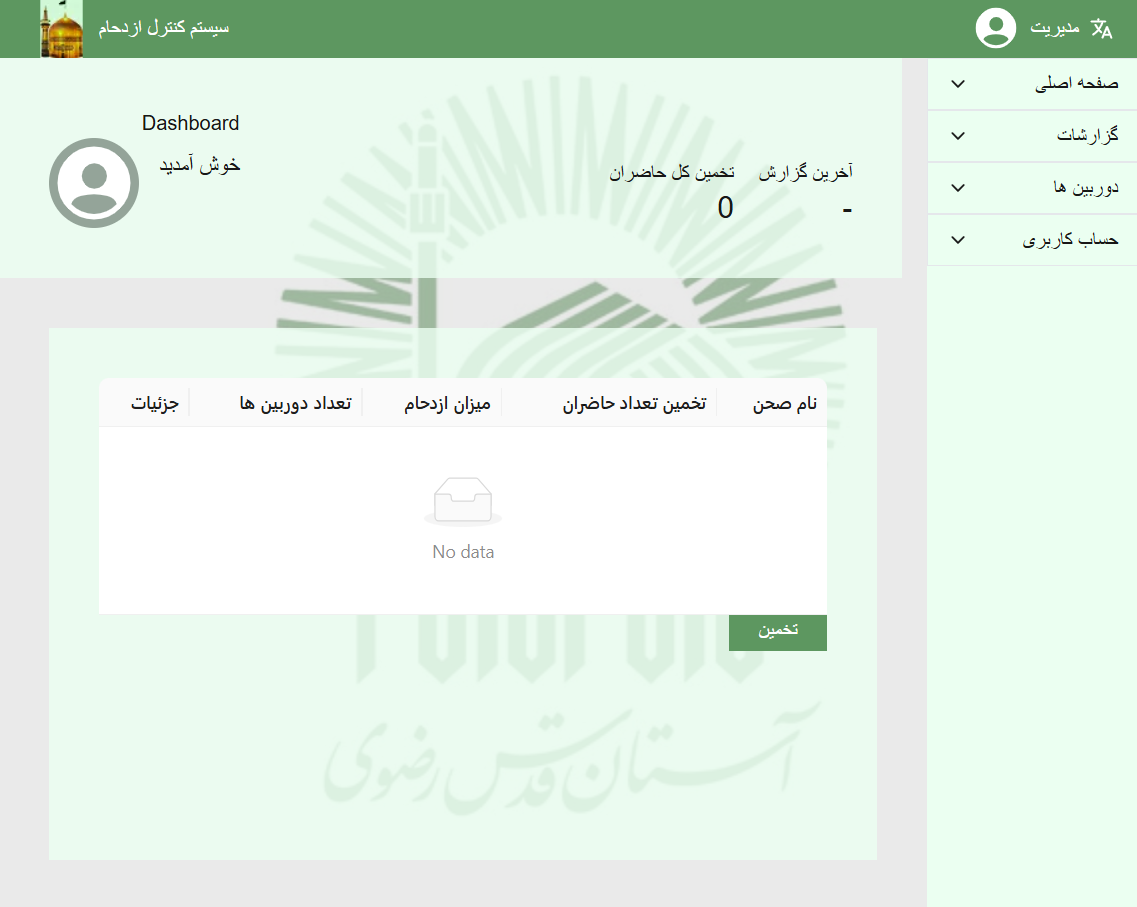 مدیریت
سیستم کنترل ازدحام
صفحه اصلی
گزارشات
دوربین ها
حساب کاربری
Dashboard
خوش آمدید
آخرین گزارش
-
تخمین کل حاضران
0
نام صحن تخمین تعداد حاضران میزان ازدحام تعداد دوربین ها جزئیات
No data
تخمین
آستان قدس رضوی